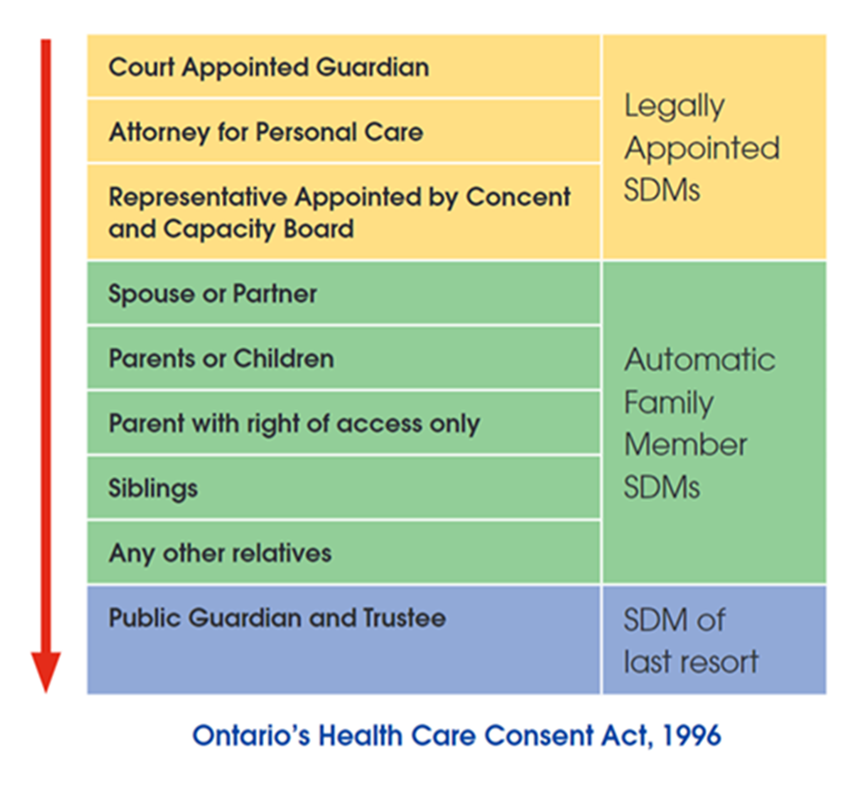 Court Appointed Guardian
Attorney for Personal Care
Representative Appointed by Concent
and Capacity Board
Legally
Appointed
SDMs
Spouse or Partner
Parents or Children
Parent with right of access only
Siblings
Any other relatives
Automatic
Family
Member
SDMs
Public Guardian and Trustee
SDM of
last resort
Ontario's Health Care Consent Act, 1996